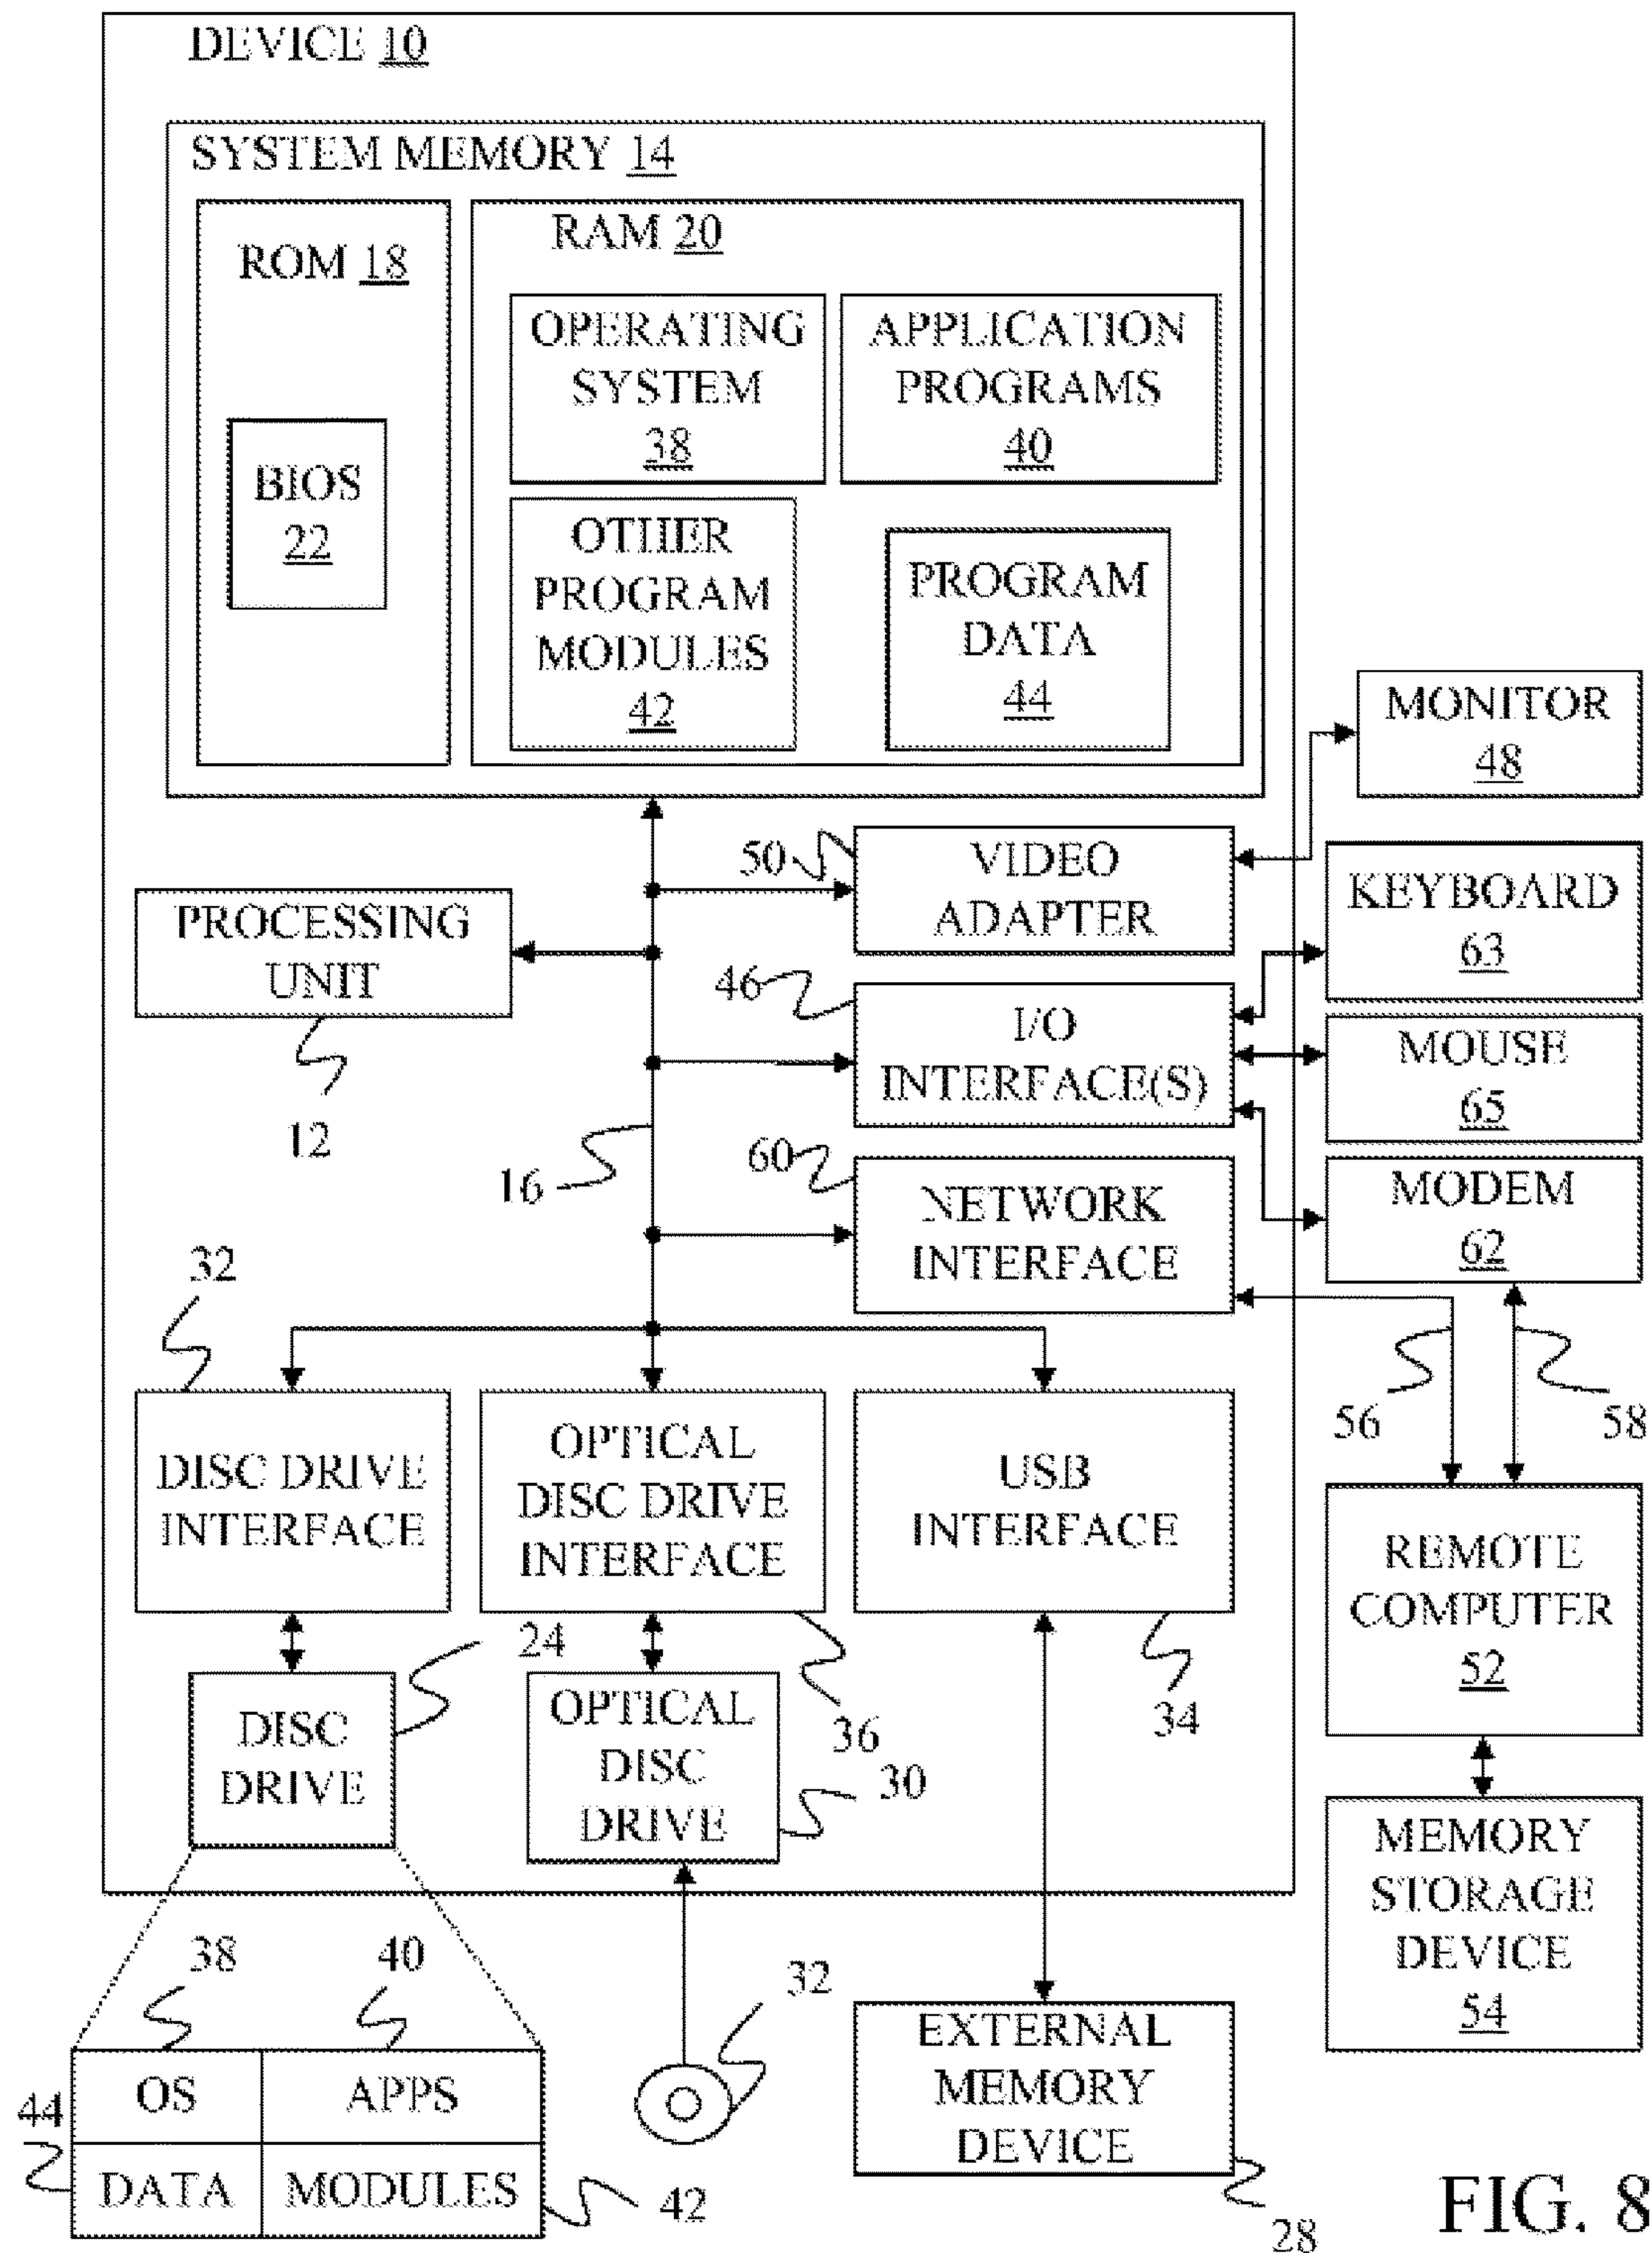 DEVICE 10
SYSTEM MEMORY 14
ROM 18
BIOS
22
RAM 20
OPERATING
SYSTEM
38
APPLICATION
PROGRAMS
40
OTHER
PROGRAM
MODULES
42
PROGRAM
DATA
44
MONITOR
48
50
VIDEO
ADAPTER
KEYBOARD
63
PROCESSING
UNIT
12
46
I/O
INTERFACE(S)
MOUSE
65
16
60
NETWORK
INTERFACE
MODEM
62
32
56
58
DISC DRIVE
INTERFACE
OPTICAL
DISC DRIVE
INTERFACE
USB
INTERFACE
REMOTE
COMPUTER
52
24
36
34
DISC
DRIVE
OPTICAL
DISC
DRIVE
30
MEMORY
STORAGE
DEVICE
54
38
40
32
OS
APPS
44
DATA
MODULES
42
EXTERNAL
MEMORY
DEVICE
28
FIG. 8